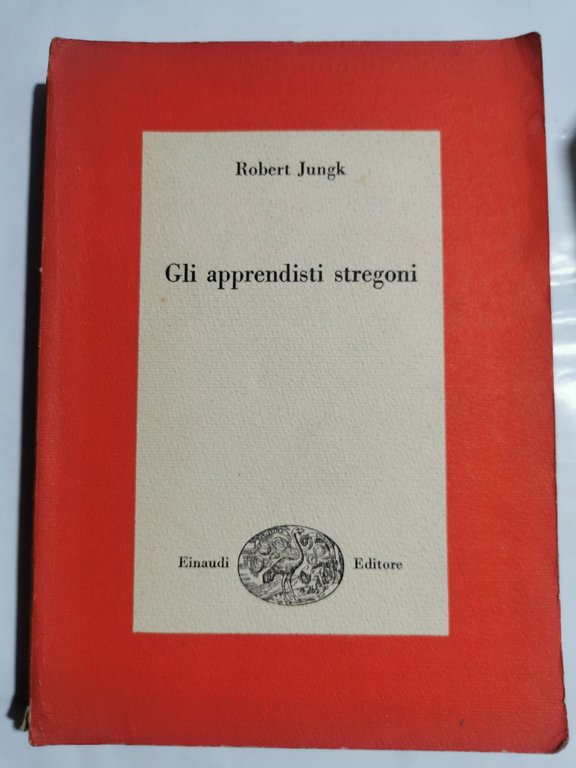 Robert Jungk
Gli apprendisti stregoni
Einaudi Editore